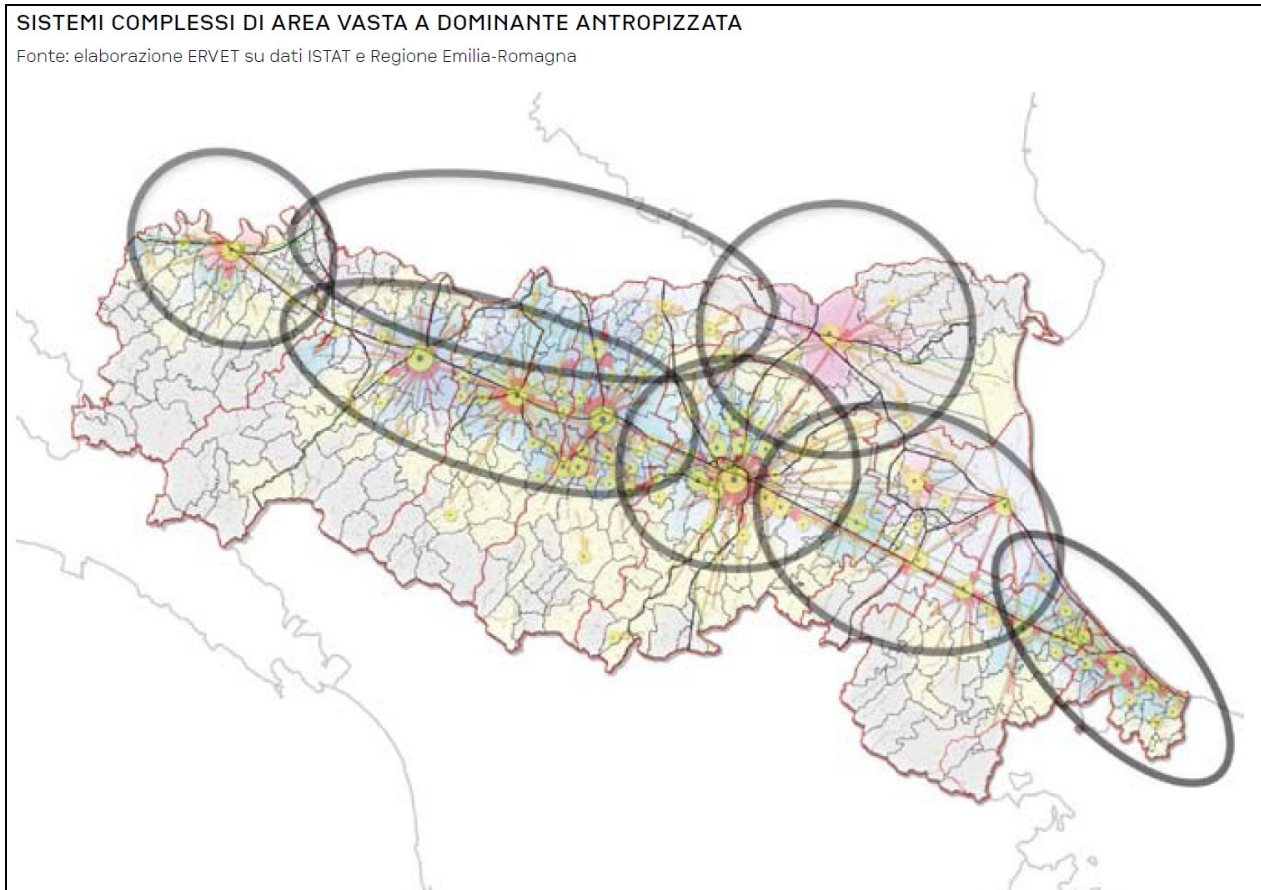 SISTEMI COMPLESSI DI AREA VASTA A DOMINANTE ANTROPIZZATA
Fonte: elaborazione ERVET su dati ISTAT e Regione Emilia-Romagna